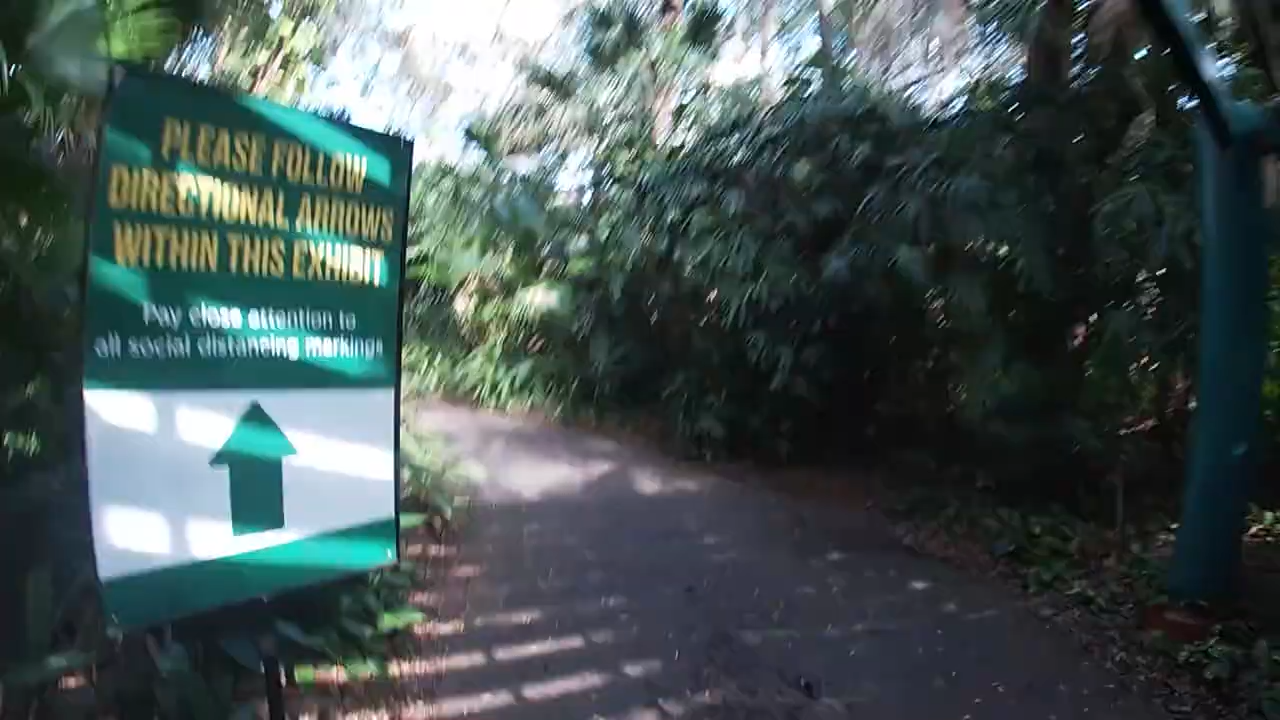 PLEASE FOLLOW
DIRECTIONAL ARROWS
WITHIN THIS EXHIBIT
Pay close attention to
all social distancing markings